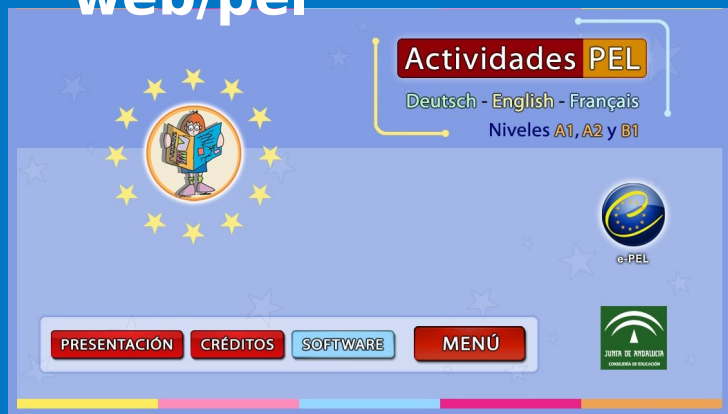 web/pel
Actividades PEL
Deutsch - English - Français
Niveles A1, A2 y B1
e-PEL
PRESENTACIÓN CRÉDITOS SOFTWARE MENÚ
JUNTA DE ANDALUCIA
CONSEJERÍA DE EDUCACIÓN